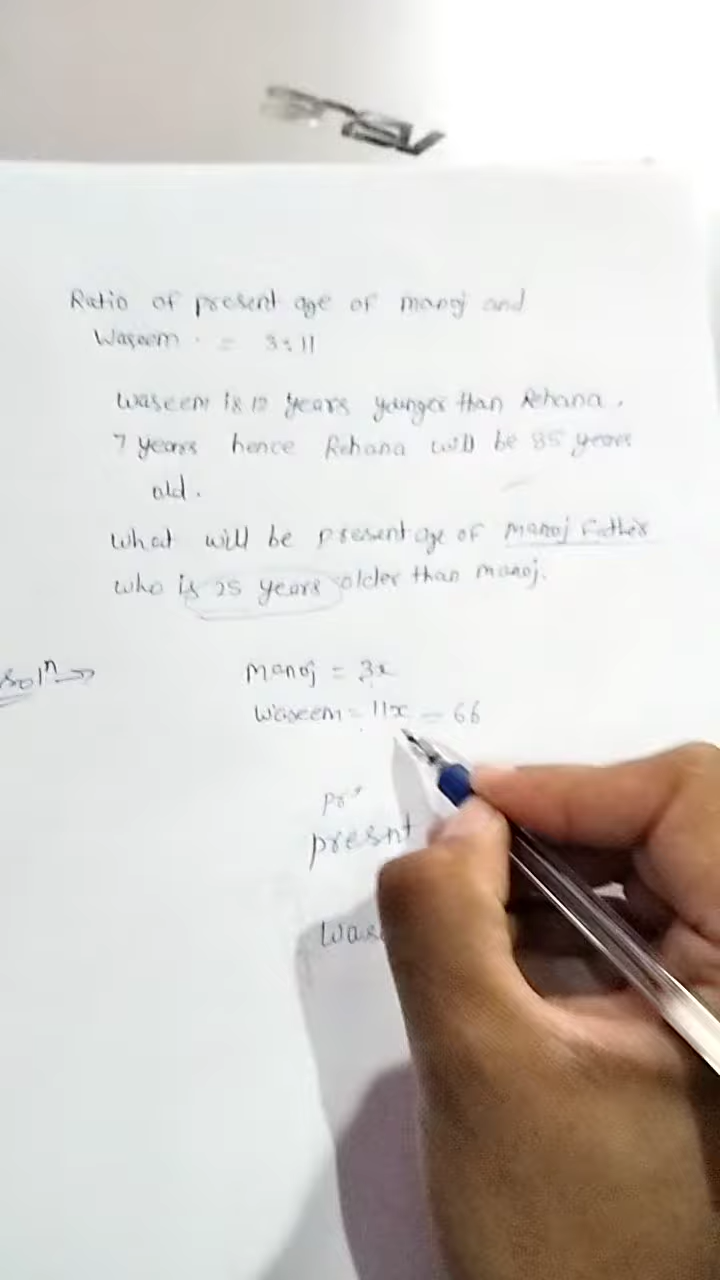 Ratio of present age of manoj and
Waseem = 3:11
Waseem is 12 years younger than Rehana.
7 years hence Rehana will be 85 years
old.
What will be present age of manoj Father
who is 25 years older than manoj.
Soln→
Manoj = 3x
Waseem = 11x = 66
presnt